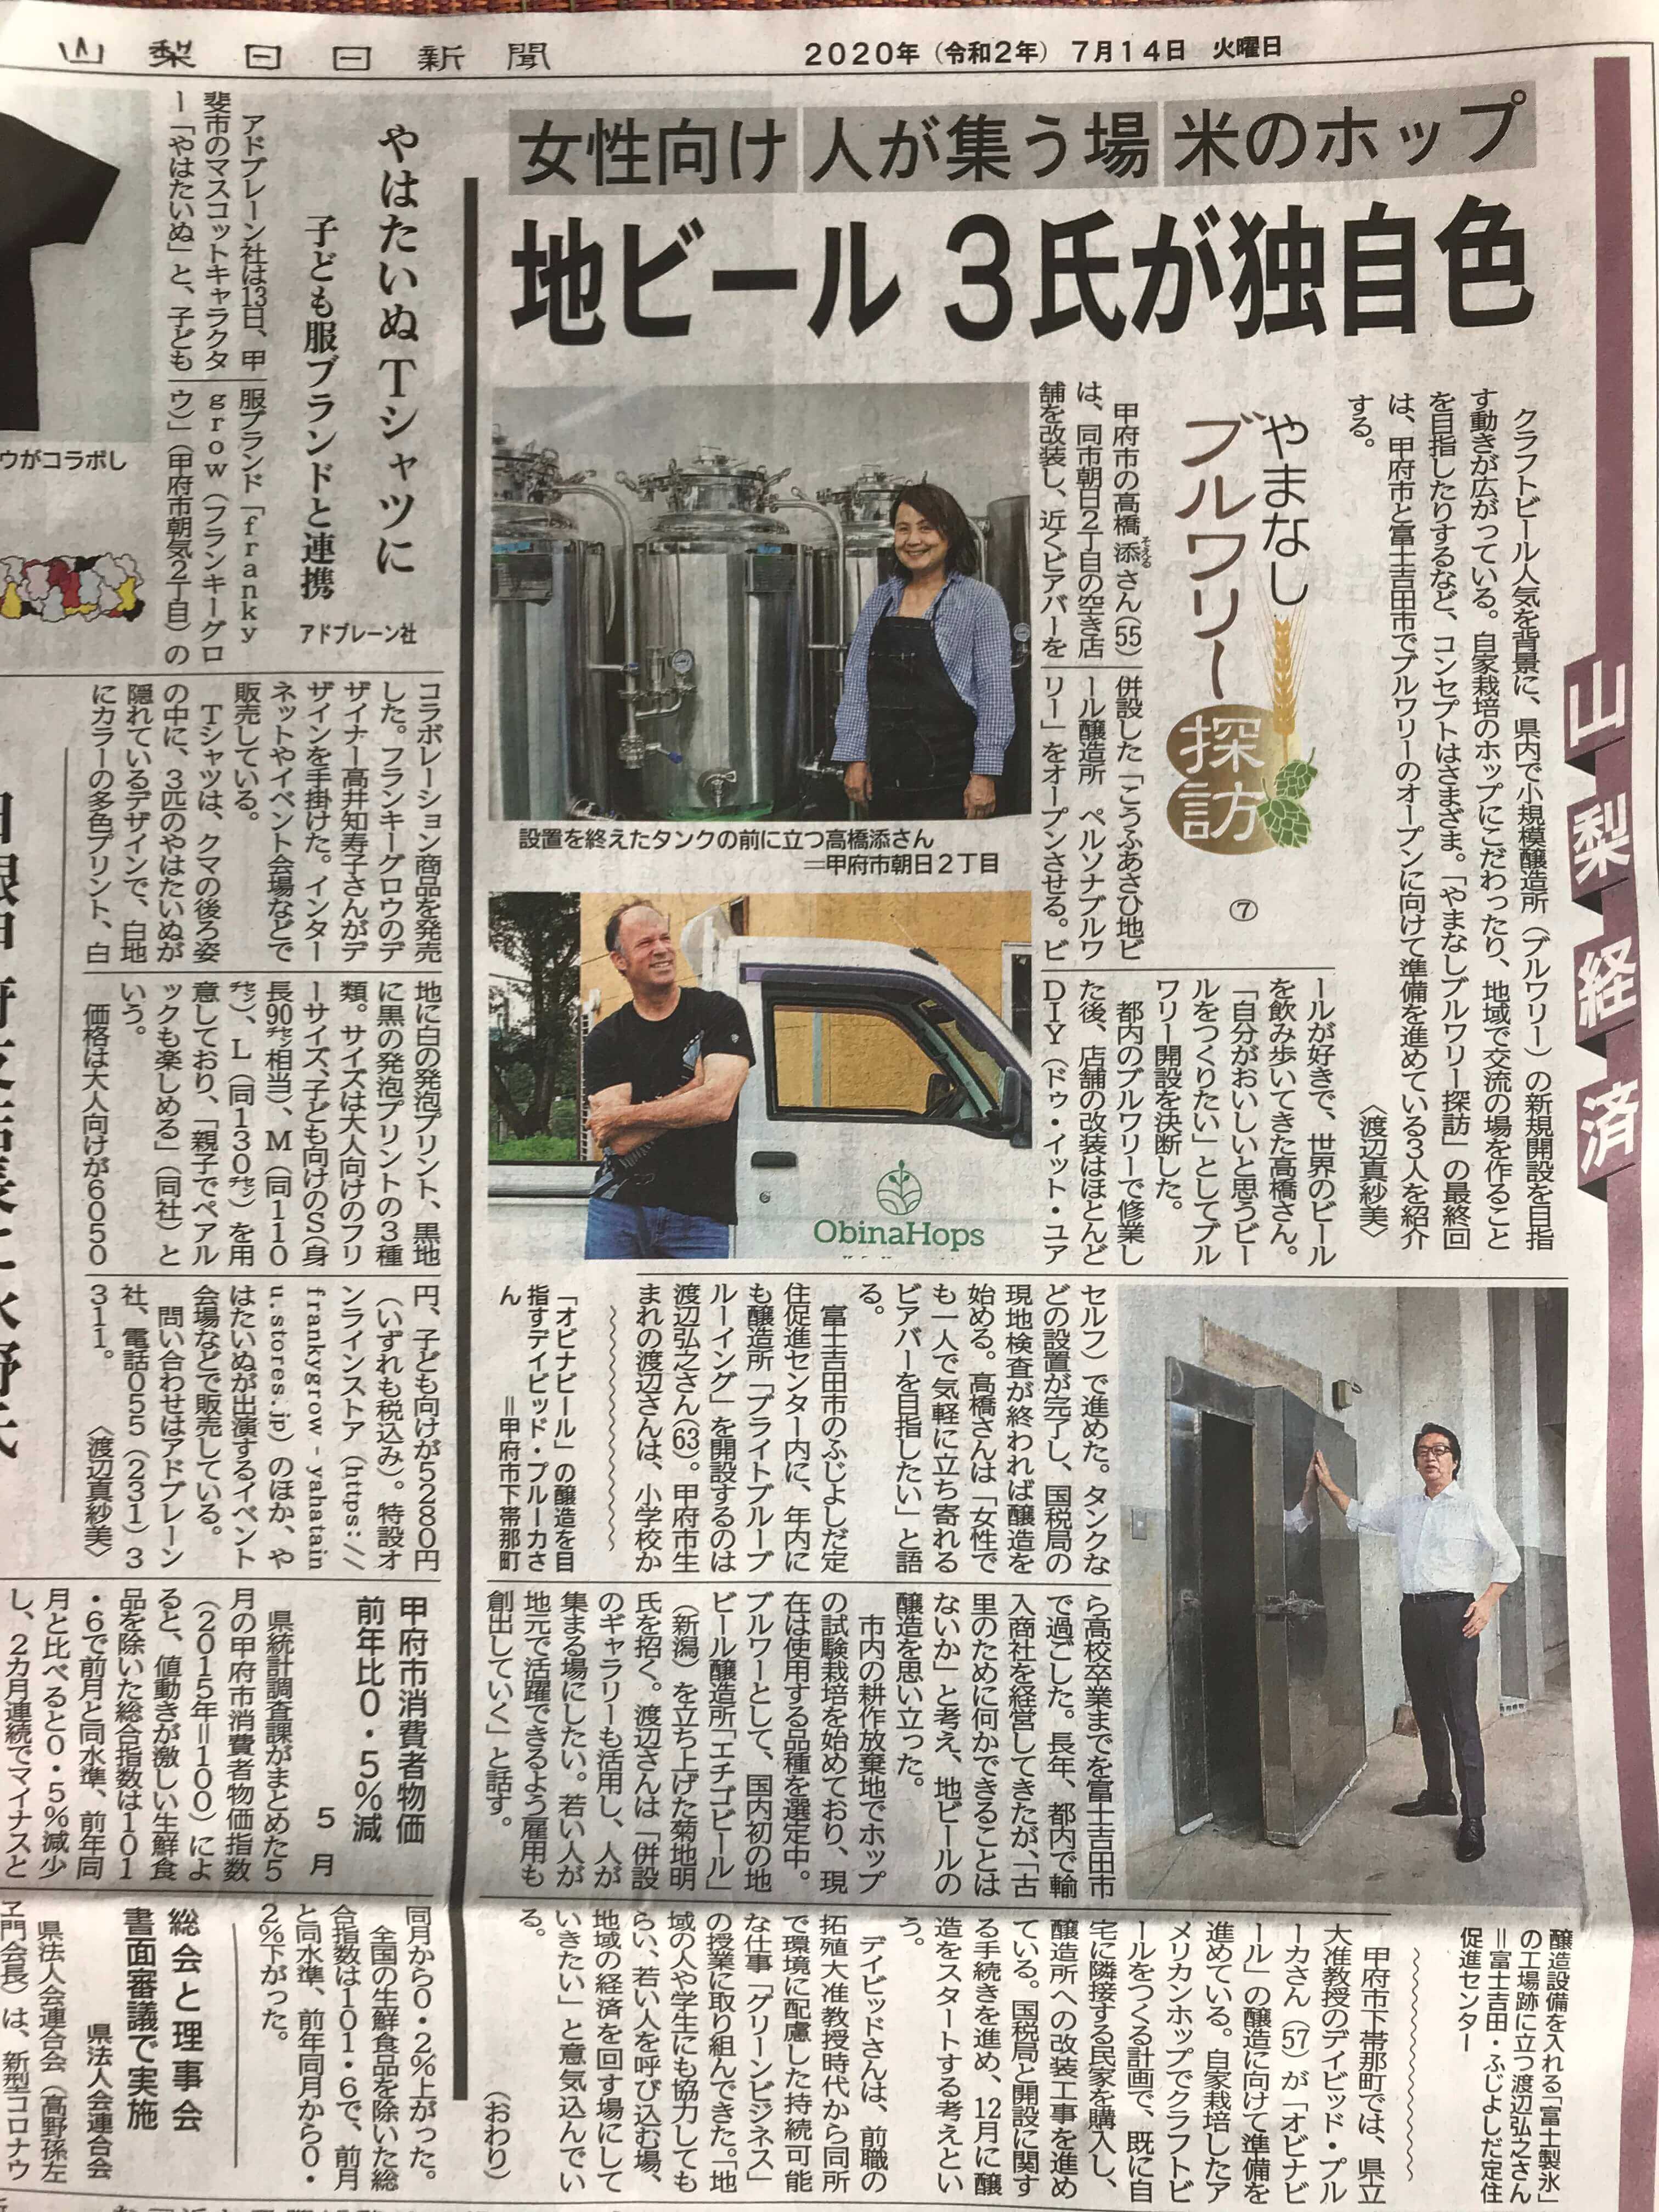 山梨日日新聞
2020年（令和2年）7月14日 火曜日
山梨経済
女性向け 人が集う場 米のホップ
地ビール 3氏が独自色
クラフトビール人気を背景に、県内で小規模醸造所（ブルワリー）の新規開設を目指
す動きが広がっている。自家栽培のホップにこだわったり、地域で交流の場を作ること
を目指したりするなど、コンセプトはさまざま。「やまなしブルワリー探訪」の最終回
は、甲府市と富士吉田市でブルワリーのオープンに向けて準備を進めている3人を紹介
する。
〈渡辺真紗美〉
やまなし
ブルワリー
探訪
⑦
甲府市の高橋添さん(55)
そえる
は、同市朝日2丁目の空き店
舗を改装し、近くビアバーを
併設した「こうふあさひ地ビ
ール醸造所 ペルソナブルワ
リー」をオープンさせる。ビ
ールが好きで、世界のビール
を飲み歩いてきた高橋さん。
「自分がおいしいと思うビー
ルをつくりたい」としてブル
ワリー開設を決断した。
都内のブルワリーで修業し
た後、店舗の改装はほとんど
DIY（ドゥ・イット・ユア
セルフ）で進めた。タンクな
どの設置が完了し、国税局の
現地検査が終われば醸造を
始める。高橋さんは「女性で
も一人で気軽に立ち寄れる
ビアバーを目指したい」と語
る。
富士吉田市のふじよしだ定
住促進センター内に、年内に
も醸造所「ブライトブルーブ
ルーイング」を開設するのは
渡辺弘之さん(63)。甲府市生
まれの渡辺さんは、小学校か
ら高校卒業までを富士吉田市
で過ごした。長年、都内で輸
入商社を経営してきたが、「古
里のために何かできることは
ないか」と考え、地ビールの
醸造を思い立った。
市内の耕作放棄地でホップ
の試験栽培を始めており、現
在は使用する品種を選定中。
ブルワーとして、国内初の地
ビール醸造所「エチゴビール」
（新潟）を立ち上げた菊地明
氏を招く。渡辺さんは「併設
のギャラリーも活用し、人が
集まる場にしたい。若い人が
地元で活躍できるよう雇用も
創出していく」と話す。
甲府市下帯那町では、県立
大准教授のデイビッド・ブル
ーカさん(57)が「オビナビ
ール」の醸造に向けて準備を
進めている。自家栽培したア
メリカンホップでクラフトビ
ールをつくる計画で、既に自
宅に隣接する民家を購入し、
醸造所への改装工事を進め
ている。国税局と開設に関す
る手続きを進め、12月に醸
造をスタートする考えとい
う。
デイビッドさんは、前職の
拓殖大准教授時代から同所
で環境に配慮した持続可能
な仕事「グリーンビジネス」
の授業に取り組んできた。「地
域の人や学生にも協力しても
らい、若い人を呼び込む場、
地域の経済を回す場にして
いきたい」と意気込んでい
る。
（おわり）
設置を終えたタンクの前に立つ高橋添さん
＝甲府市朝日2丁目
ObinaHops
「オビナビール」の醸造を目
指すデイビッド・ブルーカさ
ん
＝甲府市下帯那町
醸造設備を入れる「富士製氷」
の工場跡に立つ渡辺弘之さん
＝富士吉田・ふじよしだ定住
促進センター
やはたいぬTシャツに
子ども服ブランドと連携
アドブレーン社
アドブレーン社は13日、甲
斐市のマスコットキャラクタ
ー「やはたいぬ」と、子ども
服ブランド「franky
grow（フランキーグロ
ウ）」（甲府市朝気2丁目）の
コラボレーション商品を発売
した。フランキーグロウのデ
ザイナー高井知寿子さんがデ
ザインを手掛けた。インター
ネットやイベント会場などで
販売している。
Tシャツは、クマの後ろ姿
の中に、3匹のやはたいぬが
隠れているデザインで、白地
にカラーの多色プリント、白
地に白の発泡プリント、黒地
に黒の発泡プリントの3種
類。サイズは大人向けのフリ
ーサイズ、子ども向けのS（身
長90㌢相当）、M（同110
㌢）、L（同130㌢）を用
意しており、「親子でペアル
ックも楽しめる」（同社）と
いう。
価格は大人向けが6050
円、子ども向けが5280円
（いずれも税込み）。特設オ
ンラインストア（https://
frankygrow-yahatain
u.stores.jp）のほか、や
はたいぬが出演するイベント
会場などで販売している。
問い合わせはアドブレーン
社、電話055（231）3
311。
〈渡辺真紗美〉
ウがコラボし
甲府市消費者物価
前年比0・5％減
5月
県統計調査課がまとめた5
月の甲府市消費者物価指数
（2015年＝100）によ
ると、値動きが激しい生鮮食
品を除いた総合指数は101
・6で前月と同水準、前年同
月と比べると0・5％減少
し、2カ月連続でマイナスと
同月から0・2％上がった。
全国の生鮮食品を除いた総
合指数は101・6で、前月
と同水準、前年同月から0・
2％下がった。
総会と理事会
書面審議で実施
県法人会連合会
県法人会連合会（高野孫左
ヱ門会長）は、新型コロナウ